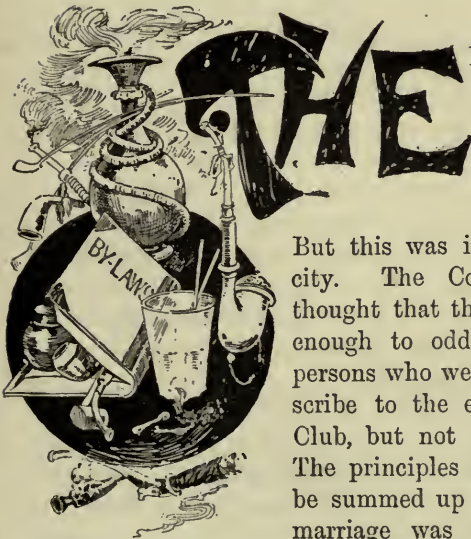 THE
BY-LAWS
But this was i
city. The Co
thought that th
enough to odd
persons who we
scribe to the e
Club, but not
The principles
be summed up
marriage was